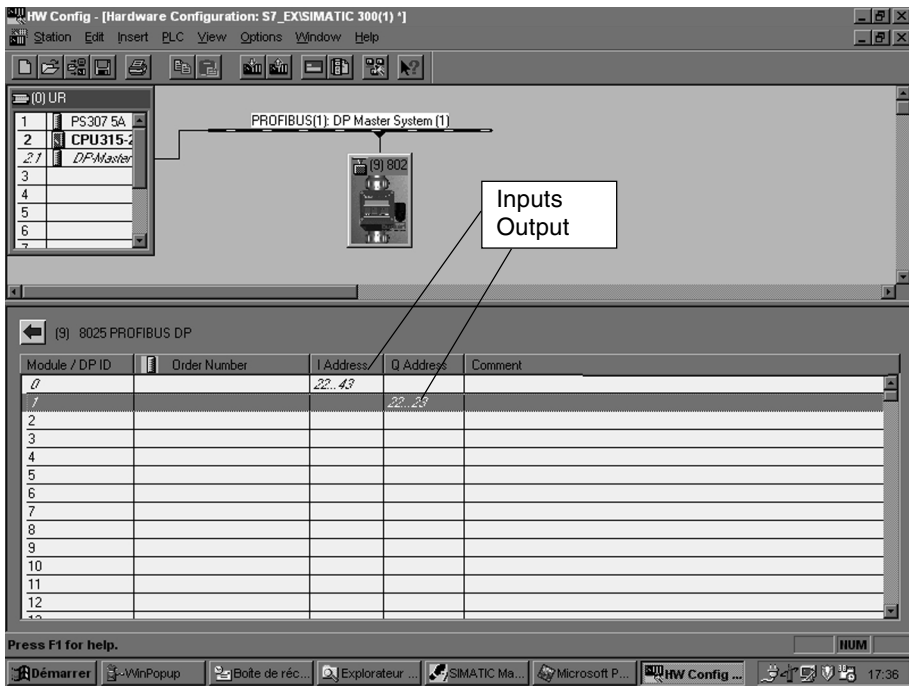 HW Config - [Hardware Configuration: S7_EX\SIMATIC 300(1) *]
Station Edit Insert PLC View Options Window Help
(0) UR
1 PS307 5A
2 CPU315-2
2.1 DP-Master
3
4
5
6
7
PROFIBUS(1): DP Master System (1)
(9) 802
Inputs
Output
(9) 8025 PROFIBUS DP
Module / DP ID Order Number I Address Q Address Comment
0 22...43
1 22...23
2
3
4
5
6
7
8
9
10
11
12
13
Press F1 for help.
NUM
Démarrer WinPopup Boîte de réc... Explorateur ... SIMATIC Ma... Microsoft P... HW Config ... 17:36